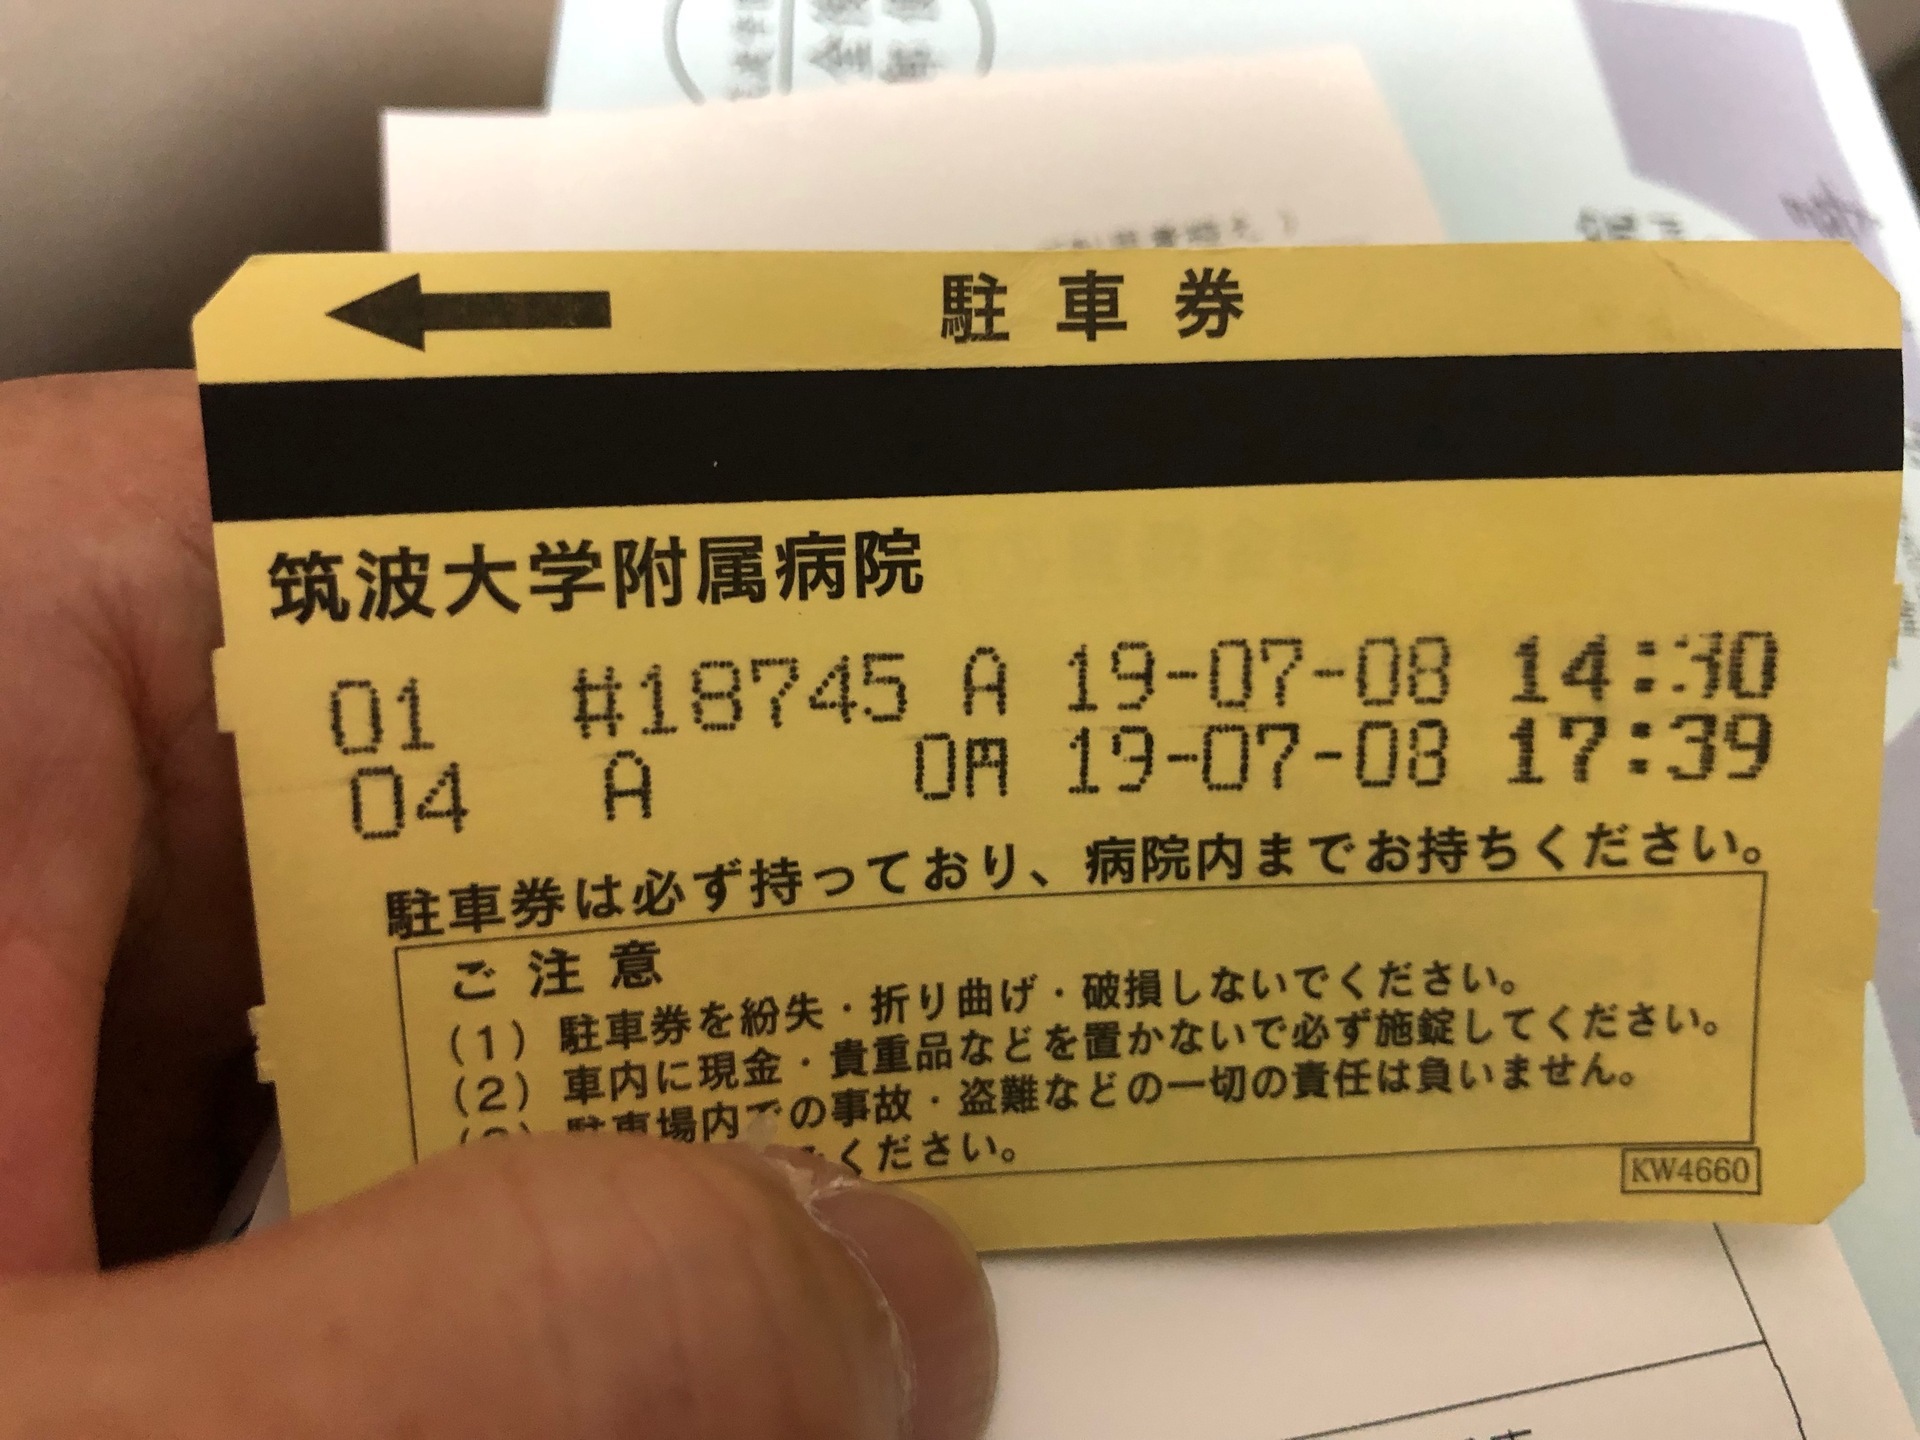 駐車券
筑波大学附属病院
01 #18745 A 19-07-08 14:30
04 A 0M 19-07-08 17:39
駐車券は必ず持っており、病院内までお持ちください。
ご注意
(1) 駐車券を紛失・折り曲げ・破損しないでください。
(2) 車内に現金・貴重品などを置かないで必ず施錠してください。
駐車場内での事故・盗難などの一切の責任は負いません。
ください。
KW4660